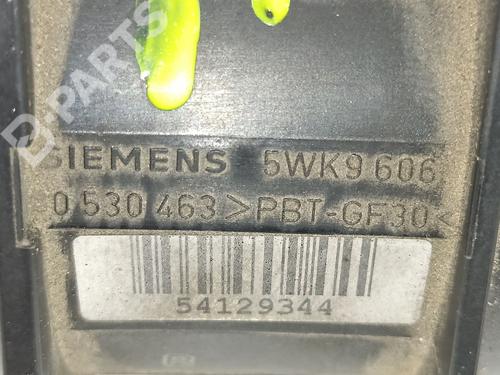 B-PARTS
SIEMENS 5WK9 606
0 530 463 >PBT-GF30<
54129344